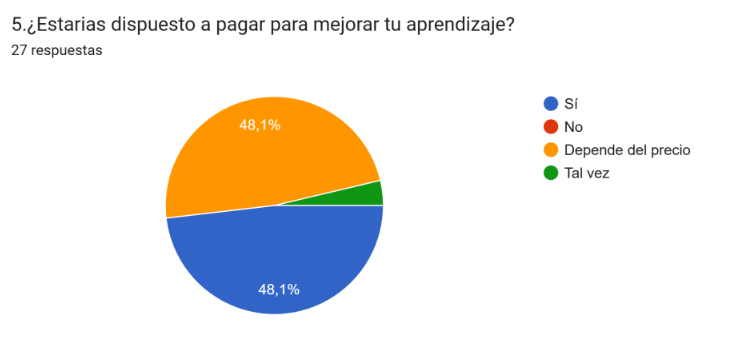 5.¿Estarias dispuesto a pagar para mejorar tu aprendizaje?
27 respuestas
48,1%
48,1%
Sí
No
Depende del precio
Tal vez